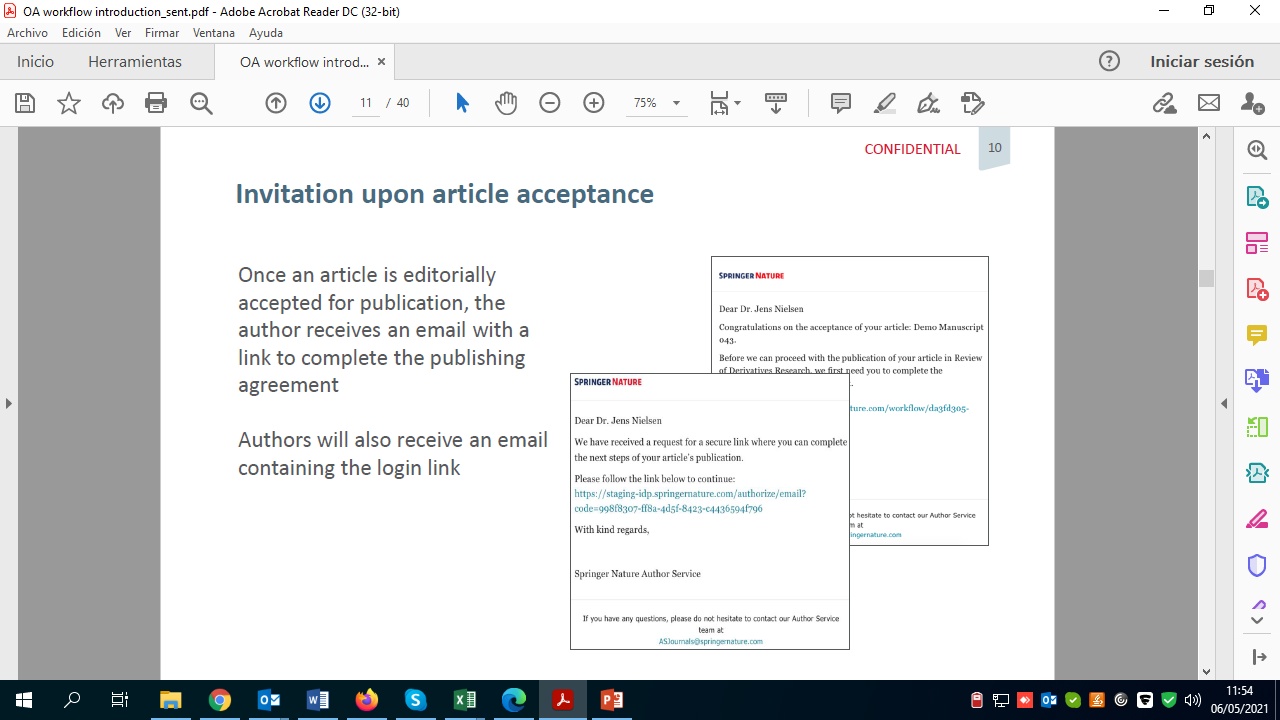 OA workflow introduction_sent.pdf - Adobe Acrobat Reader DC (32-bit)
Archivo Edición Ver Firmar Ventana Ayuda
Inicio Herramientas OA workflow introd... × Iniciar sesión
11 / 40 75%
CONFIDENTIAL 10
Invitation upon article acceptance
Once an article is editorially
accepted for publication, the
author receives an email with a
link to complete the publishing
agreement
Authors will also receive an email
containing the login link
SPRINGER NATURE
Dear Dr. Jens Nielsen
Congratulations on the acceptance of your article: Demo Manuscript
043.
Before we can proceed with the publication of your article in Review
of Derivatives Research, we first need you to complete the
ture.com/workflow/da3fd305-
ot hesitate to contact our Author Service
m at
ringernature.com
SPRINGER NATURE
Dear Dr. Jens Nielsen
We have received a request for a secure link where you can complete
the next steps of your article's publication.
Please follow the link below to continue:
https://staging-idp.springernature.com/authorize/email?
code=998f8307-ff8a-4d5f-8423-c4436594f796
With kind regards,
Springer Nature Author Service
If you have any questions, please do not hesitate to contact our Author Service
team at
ASJournals@springernature.com
11:54
06/05/2021